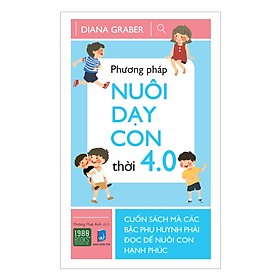 DIANA GRABER
Phương pháp
NUÔI
DẠY
CON
thời 4.0
CUỐN SÁCH MÀ CÁC
BẬC PHỤ HUYNH PHẢI
ĐỌC ĐỂ NUÔI CON
HẠNH PHÚC
1980
BOOKS